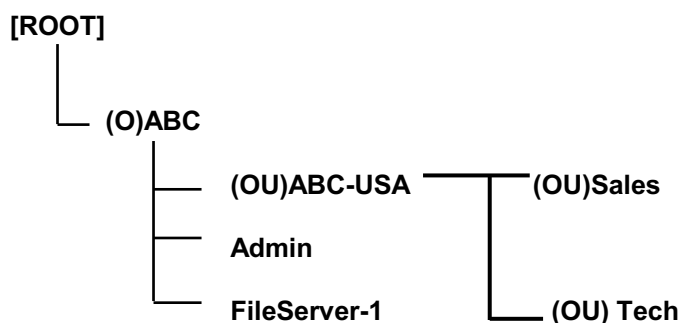 [ROOT]
(O)ABC
(OU)ABC-USA
(OU)Sales
Admin
FileServer-1
(OU) Tech